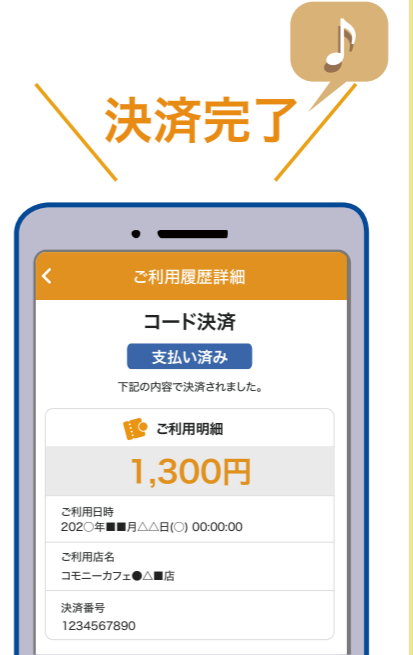 決済完了
ご利用履歴詳細
コード決済
支払い済み
下記の内容で決済されました。
ご利用明細
1,300円
ご利用日時
202○年■■月△△日(○) 00:00:00
ご利用店名
コモニーカフェ●△■店
決済番号
1234567890